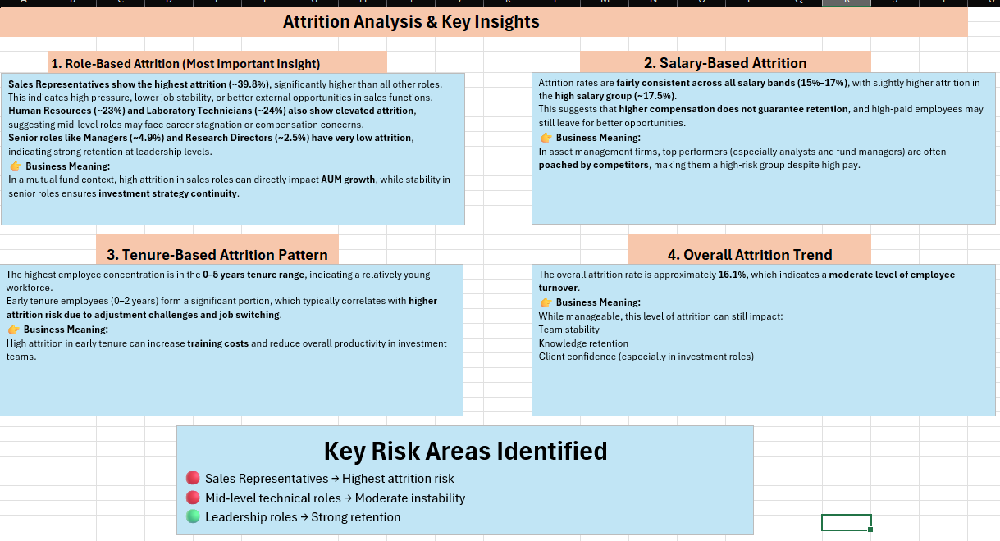 Attrition Analysis & Key Insights
1. Role-Based Attrition (Most Important Insight)
Sales Representatives show the highest attrition (~39.8%), significantly higher than all other roles.
This indicates high pressure, lower job stability, or better external opportunities in sales functions.
Human Resources (~23%) and Laboratory Technicians (~24%) also show elevated attrition,
suggesting mid-level roles may face career stagnation or compensation concerns.
Senior roles like Managers (~4.9%) and Research Directors (~2.5%) have very low attrition,
indicating strong retention at leadership levels.
👉 Business Meaning:
In a mutual fund context, high attrition in sales roles can directly impact AUM growth, while stability in
senior roles ensures investment strategy continuity.
2. Salary-Based Attrition
Attrition rates are fairly consistent across all salary bands (15%–17%), with slightly higher attrition in
the high salary group (~17.5%).
This suggests that higher compensation does not guarantee retention, and high-paid employees may
still leave for better opportunities.
👉 Business Meaning:
In asset management firms, top performers (especially analysts and fund managers) are often
poached by competitors, making them a high-risk group despite high pay.
3. Tenure-Based Attrition Pattern
The highest employee concentration is in the 0–5 years tenure range, indicating a relatively young
workforce.
Early tenure employees (0–2 years) form a significant portion, which typically correlates with higher
attrition risk due to adjustment challenges and job switching.
👉 Business Meaning:
High attrition in early tenure can increase training costs and reduce overall productivity in investment
teams.
4. Overall Attrition Trend
The overall attrition rate is approximately 16.1%, which indicates a moderate level of employee
turnover.
👉 Business Meaning:
While manageable, this level of attrition can still impact:
Team stability
Knowledge retention
Client confidence (especially in investment roles)
Key Risk Areas Identified
🔴 Sales Representatives → Highest attrition risk
🔴 Mid-level technical roles → Moderate instability
🟢 Leadership roles → Strong retention